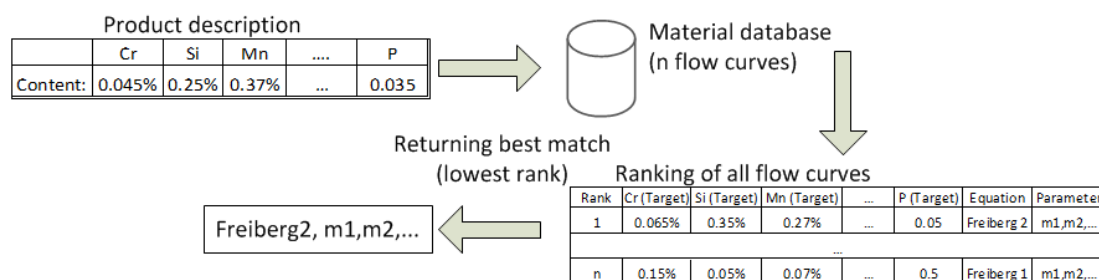 Product description
Cr Si Mn .... P
Content: 0.045% 0.25% 0.37% ... 0.035
Material database
(n flow curves)
Returning best match
(lowest rank)
Ranking of all flow curves
Rank Cr (Target) Si (Target) Mn (Target) ... P (Target) Equation Parameter
1 0.065% 0.35% 0.27% ... 0.05 Freiberg 2 m1,m2,...
...
n 0.15% 0.05% 0.07% ... 0.5 Freiberg 1 m1,m2,...
Freiberg2, m1,m2,...